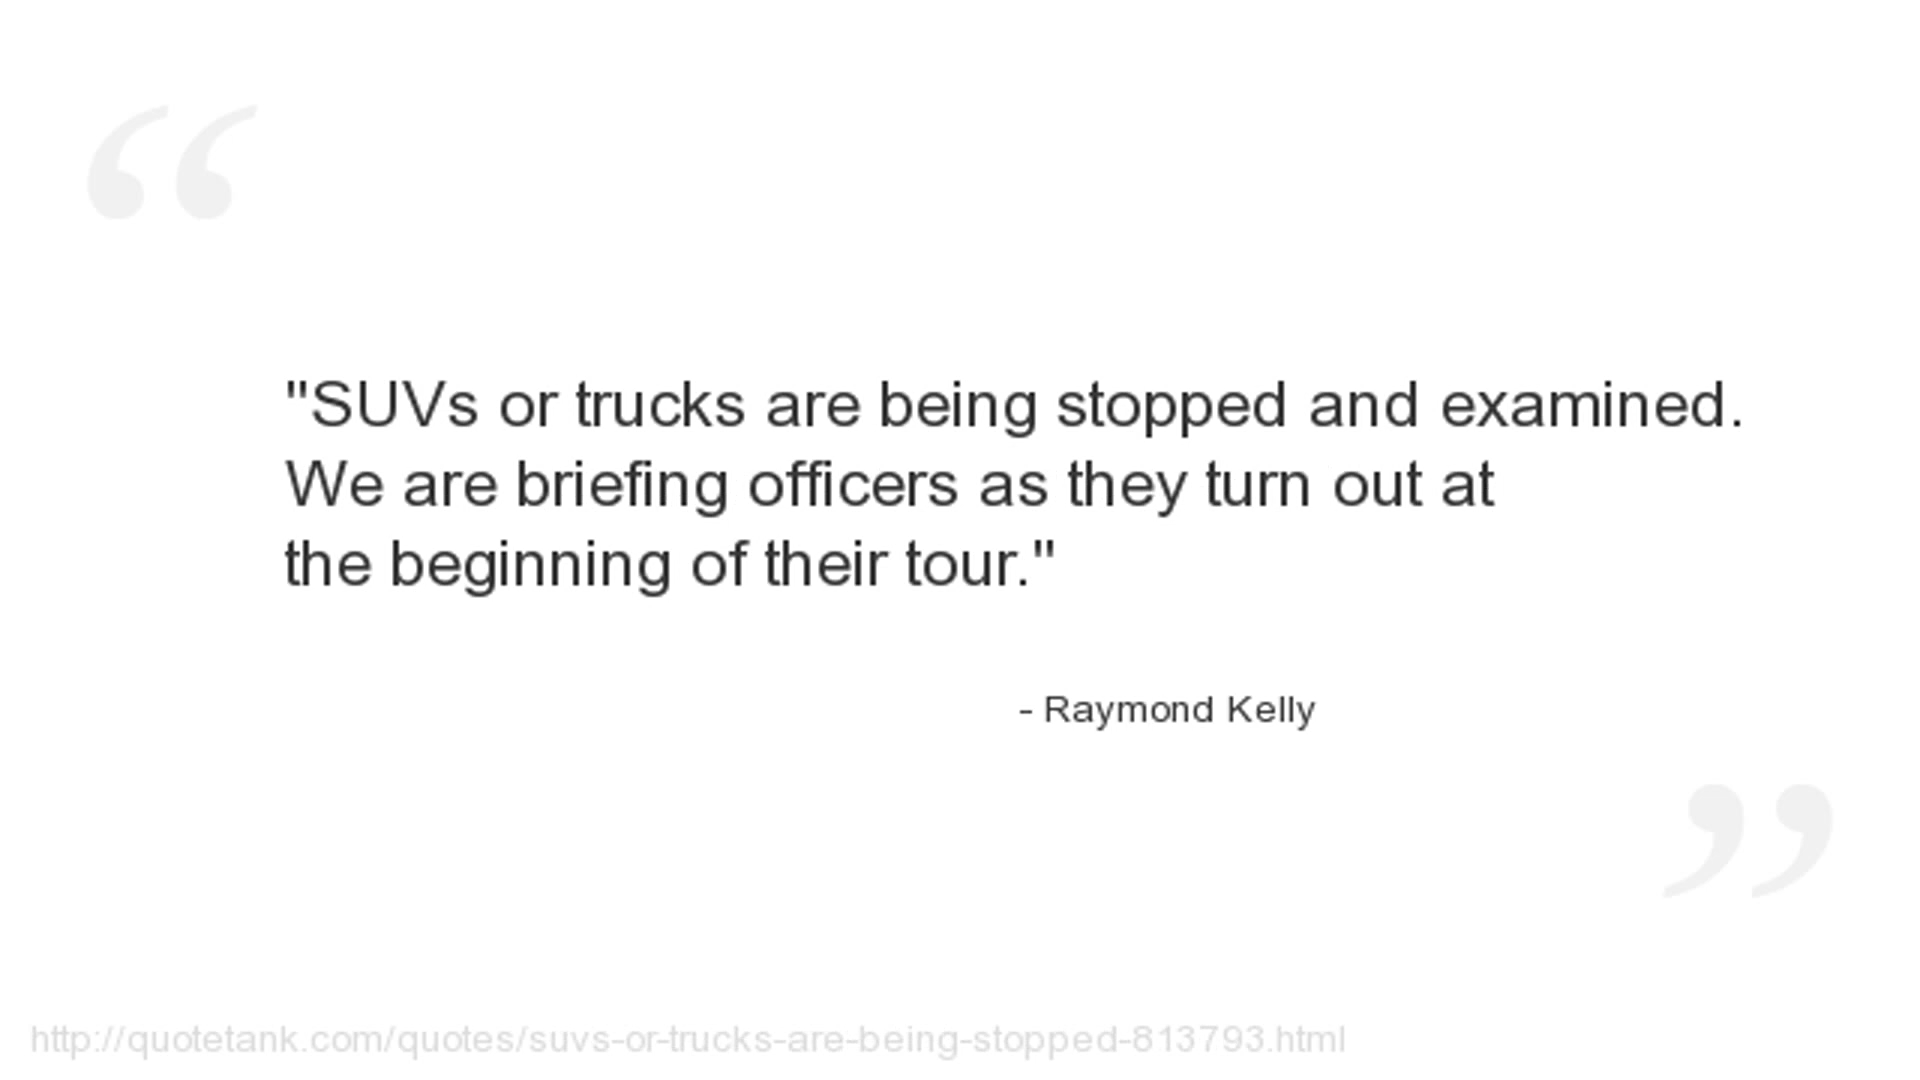 "SUVs or trucks are being stopped and examined.
We are briefing officers as they turn out at
the beginning of their tour."
- Raymond Kelly
http://quotetank.com/quotes/suvs-or-trucks-are-being-stopped-813793.html